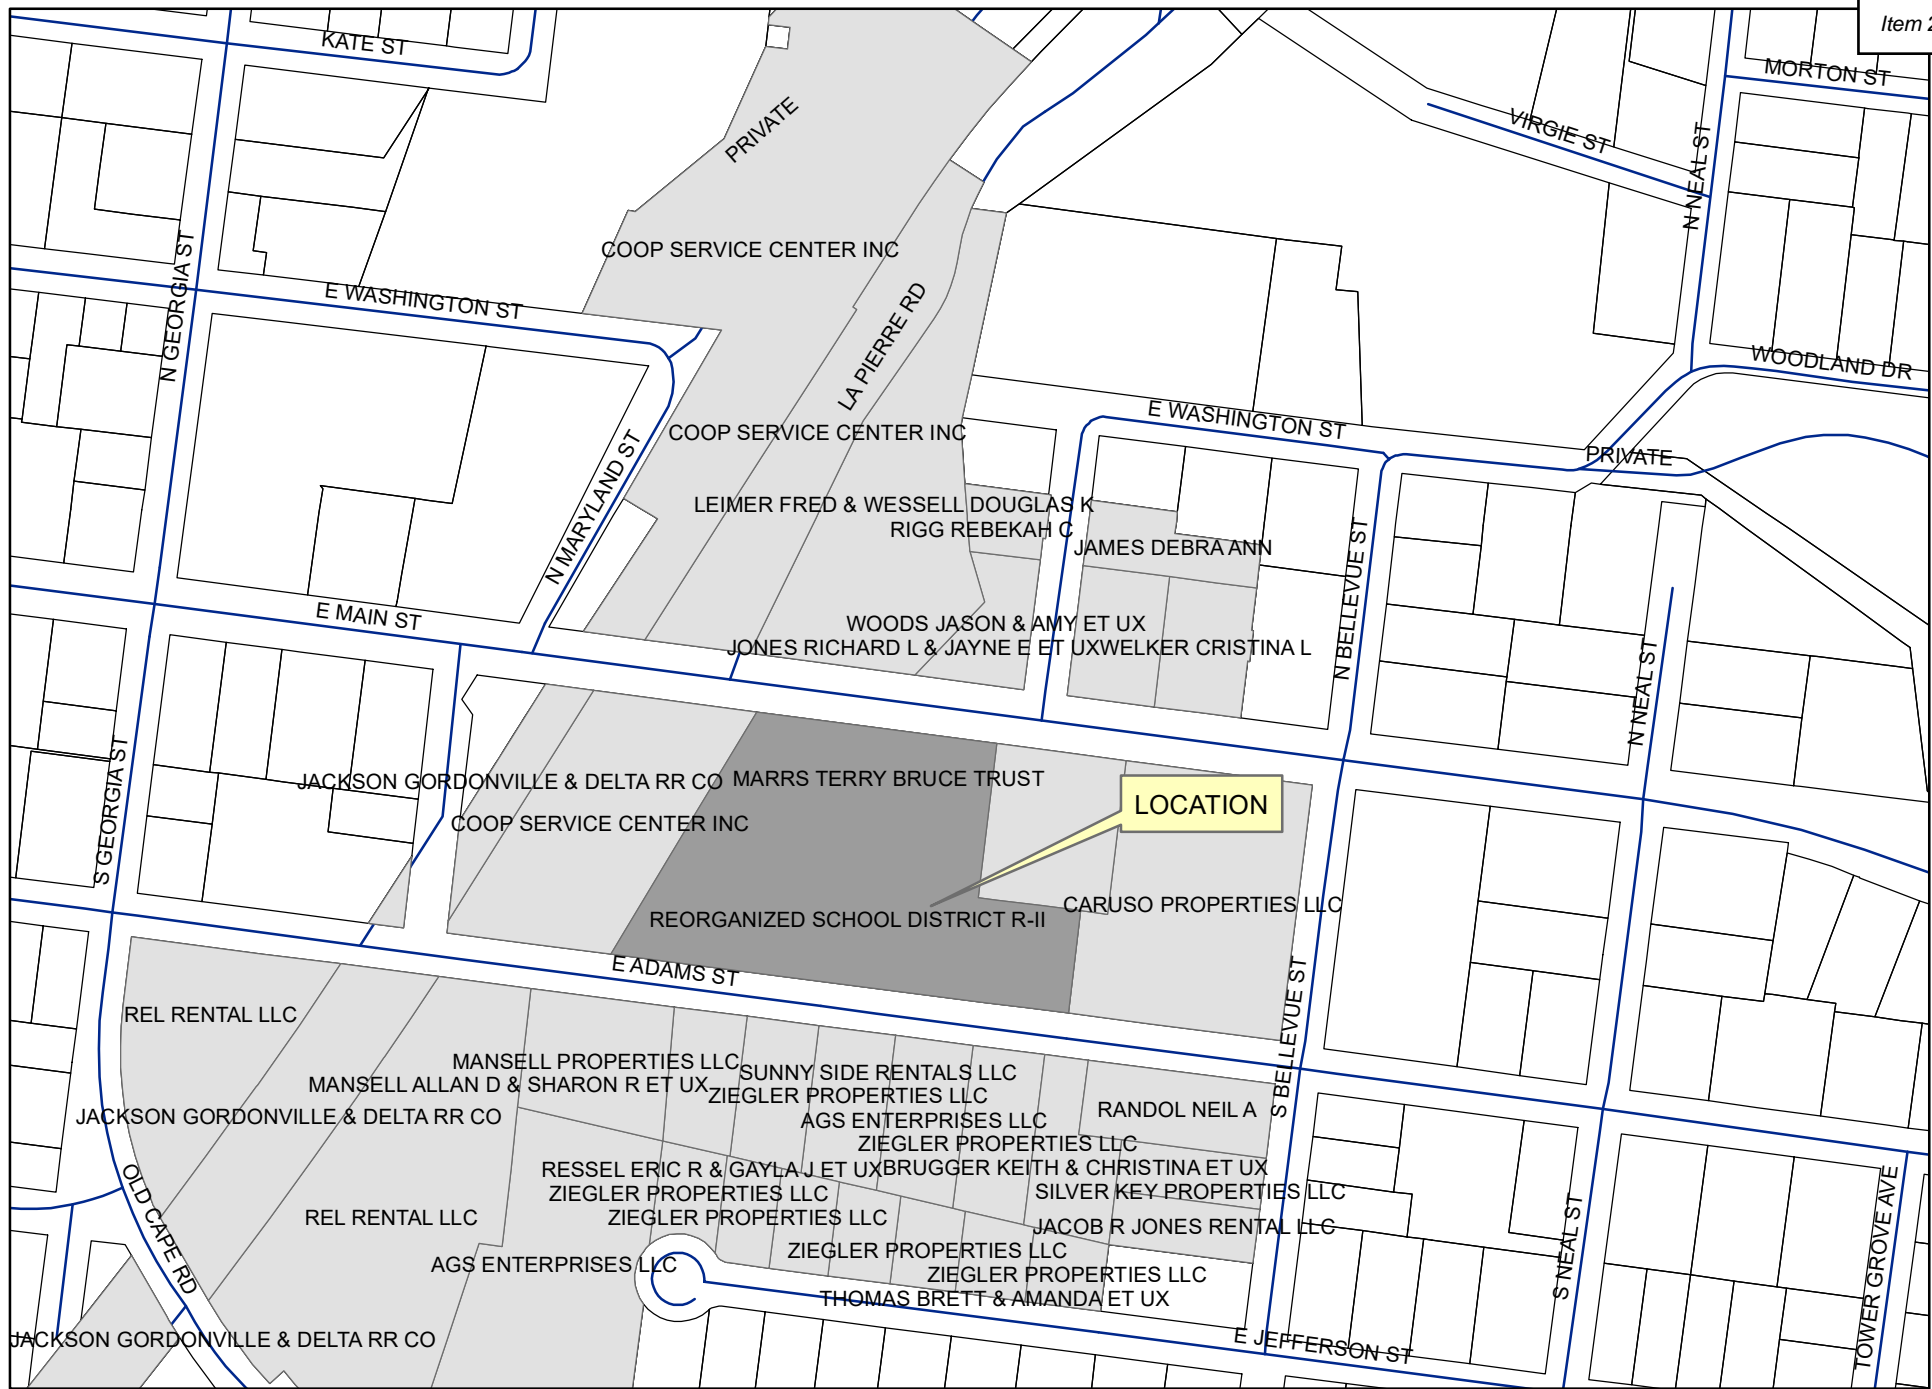 Item 2
KATE ST
MORTON ST
PRIVATE
VIRGIE ST
N NEAL ST
COOP SERVICE CENTER INC
N GEORGIA ST
E WASHINGTON ST
LA PIERRE RD
WOODLAND DR
E WASHINGTON ST
COOP SERVICE CENTER INC
PRIVATE
N MARYLAND ST
LEIMER FRED & WESSELL DOUGLAS K
RIGG REBEKAH C
JAMES DEBRA ANN
N BELLEVUE ST
E MAIN ST
WOODS JASON & AMY ET UX
JONES RICHARD L & JAYNE E ET UX
WELKER CRISTINA L
N NEAL ST
S GEORGIA ST
JACKSON GORDONVILLE & DELTA RR CO
MARRS TERRY BRUCE TRUST
LOCATION
COOP SERVICE CENTER INC
CARUSO PROPERTIES LLC
REORGANIZED SCHOOL DISTRICT R-II
E ADAMS ST
S BELLEVUE ST
REL RENTAL LLC
MANSELL PROPERTIES LLC
SUNNY SIDE RENTALS LLC
MANSELL ALLAN D & SHARON R ET UX
ZIEGLER PROPERTIES LLC
RANDOL NEIL A
JACKSON GORDONVILLE & DELTA RR CO
AGS ENTERPRISES LLC
ZIEGLER PROPERTIES LLC
RESSEL ERIC R & GAYLA J ET UX
BRUGGER KEITH & CHRISTINA ET UX
ZIEGLER PROPERTIES LLC
SILVER KEY PROPERTIES LLC
OLD CAPE RD
REL RENTAL LLC
ZIEGLER PROPERTIES LLC
JACOB R JONES RENTAL LLC
S NEAL ST
TOWER GROVE AVE
ZIEGLER PROPERTIES LLC
AGS ENTERPRISES LLC
ZIEGLER PROPERTIES LLC
THOMAS BRETT & AMANDA ET UX
JACKSON GORDONVILLE & DELTA RR CO
E JEFFERSON ST